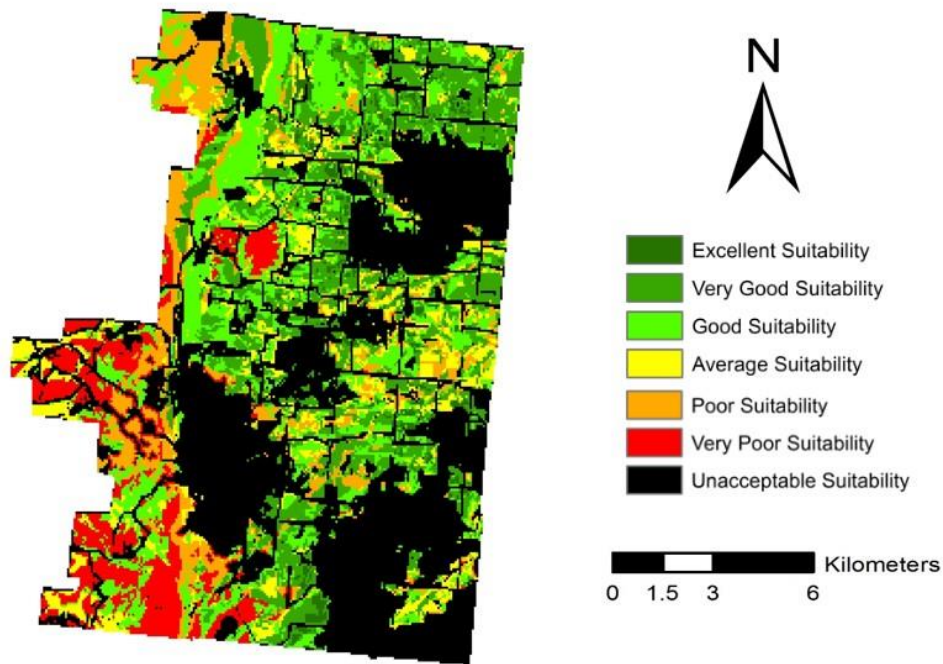 N
Excellent Suitability
Very Good Suitability
Good Suitability
Average Suitability
Poor Suitability
Very Poor Suitability
Unacceptable Suitability
Kilometers
0 1.5 3 6